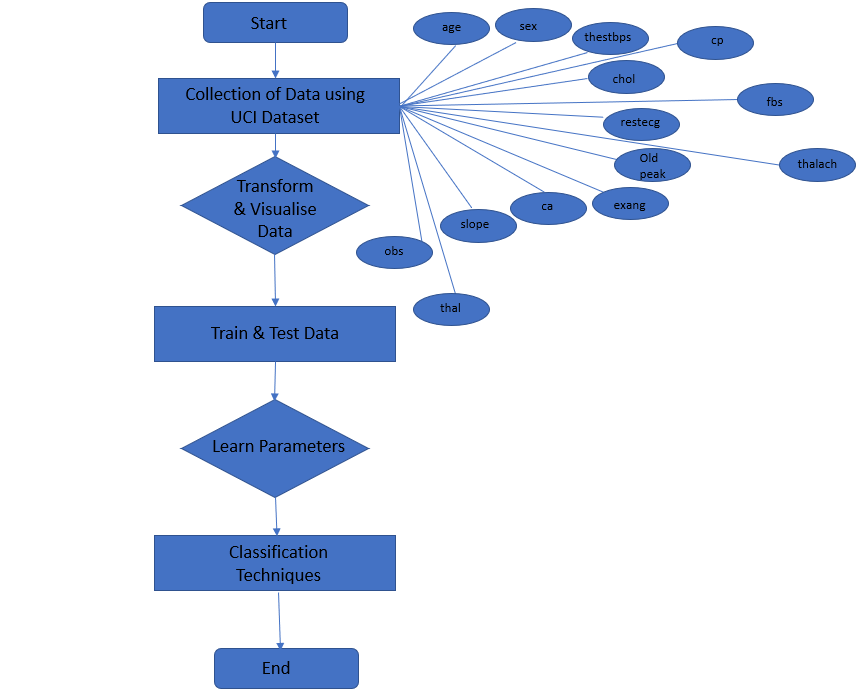 Start
age
sex
thestbps
cp
chol
fbs
restecg
Old
peak
thalach
exang
ca
slope
obs
thal
Collection of Data using
UCI Dataset
Transform
& Visualise
Data
Train & Test Data
Learn Parameters
Classification
Techniques
End